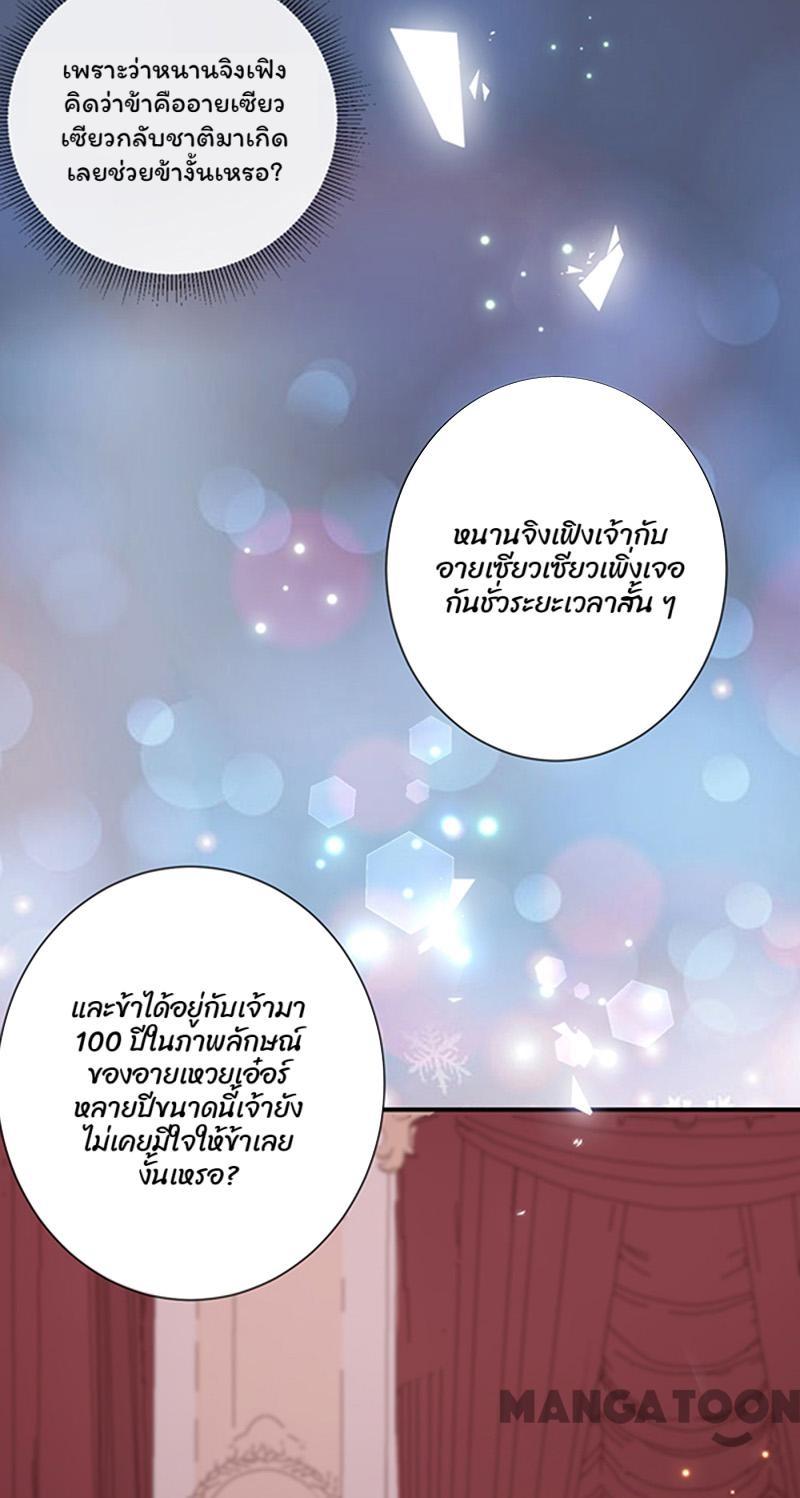 เพราะว่าหนานจิงเฟิง
คิดว่าข้าคืออายเซียว
เซียวกลับชาติมาเกิด
เลยช่วยข้างั้นเหรอ?
หนานจิงเฟิงเจ้ากับ
อายเซียวเซียวเพิ่งเจอ
กันชั่วระยะเวลาสั้น ๆ
และข้าได้อยู่กับเจ้ามา
100 ปีในภาพลักษณ์
ของอายเหวยเอ๋อร์
หลายปีขนาดนี้เจ้ายัง
ไม่เคยมีใจให้ข้าเลย
งั้นเหรอ?
MANGATOON